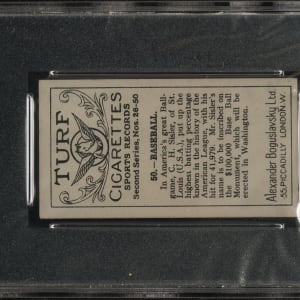 TURF
CIGARETTES
SPORTS RECORDS
Second Series, Nos. 26-50
50.—BASEBALL.
In America's great Ball-
game, C. H. Sisler, of St.
Louis (U.S.A.), put up the
highest batting percentage
known in the history of the
American League, with his
hit for 41.979. Mr. Sisler's
name is to be inscribed on
the $100,000 Base Ball
Monument, which will be
erected in Washington.
Alexander Boguslavsky Ltd.
55, PICCADILLY LONDON. W.